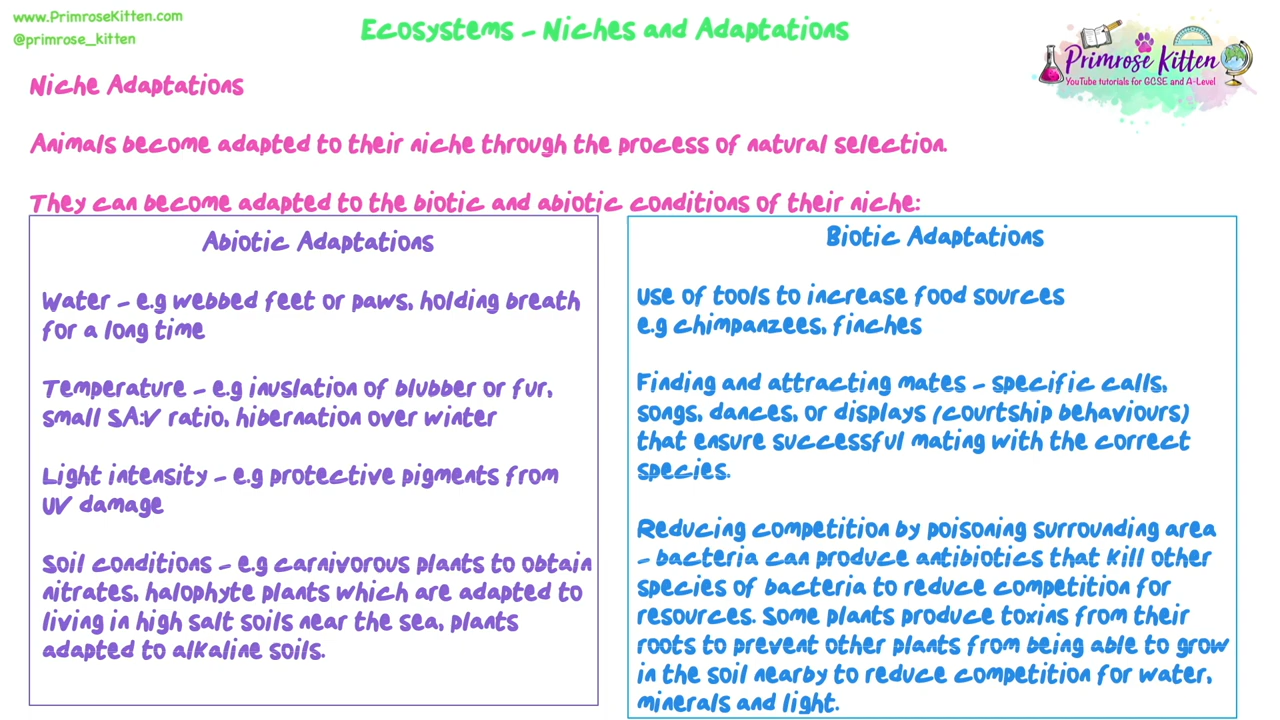 www.PrimroseKitten.com
@primrose_kitten
Ecosystems - Niches and Adaptations
Primrose Kitten
YouTube tutorials for GCSE and A-Level
Niche Adaptations
Animals become adapted to their niche through the process of natural selection.
They can become adapted to the biotic and abiotic conditions of their niche:
Abiotic Adaptations
Water - e.g webbed feet or paws, holding breath
for a long time
Temperature - e.g inuslation of blubber or fur,
small SA:V ratio, hibernation over winter
Light intensity - e.g protective pigments from
UV damage
Soil conditions - e.g carnivorous plants to obtain
nitrates, halophyte plants which are adapted to
living in high salt soils near the sea, plants
adapted to alkaline soils.
Biotic Adaptations
Use of tools to increase food sources
e.g chimpanzees, finches
Finding and attracting mates - specific calls,
songs, dances, or displays (courtship behaviours)
that ensure successful mating with the correct
species.
Reducing competition by poisoning surrounding area
- bacteria can produce antibiotics that kill other
species of bacteria to reduce competition for
resources. Some plants produce toxins from their
roots to prevent other plants from being able to grow
in the soil nearby to reduce competition for water,
minerals and light.